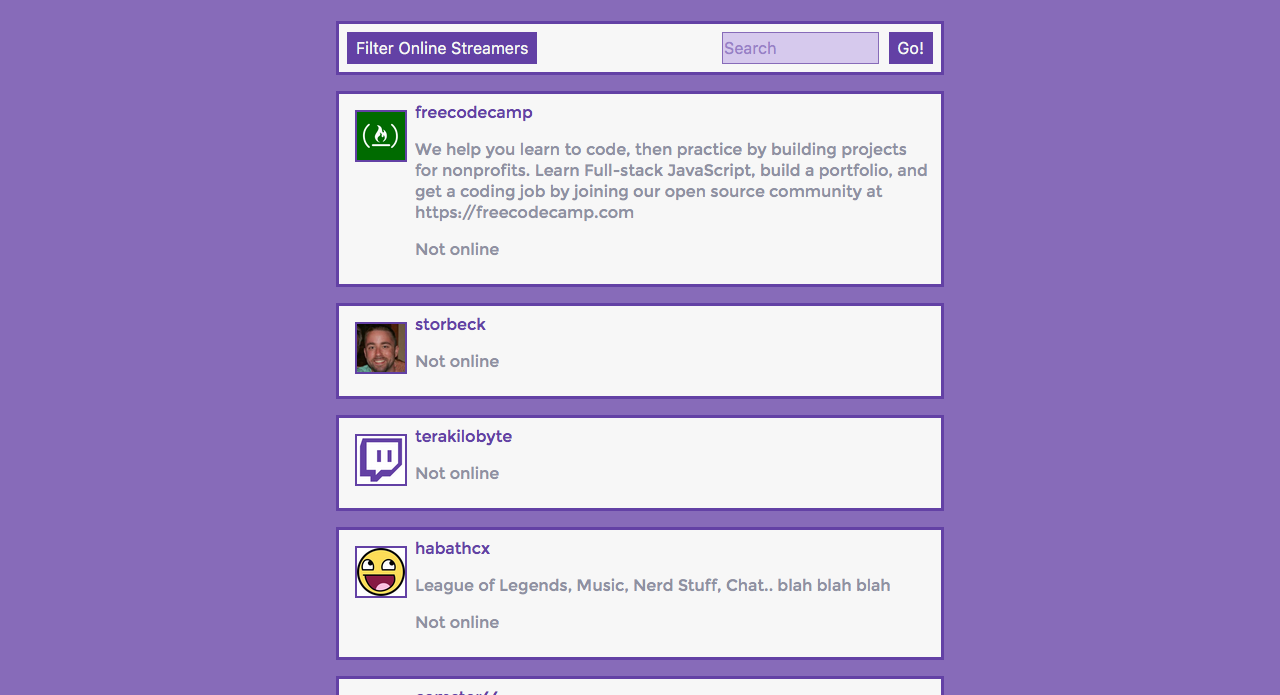 Filter Online Streamers
Search
Go!
freecodecamp
We help you learn to code, then practice by building projects
for nonprofits. Learn Full-stack JavaScript, build a portfolio, and
get a coding job by joining our open source community at
https://freecodecamp.com
Not online
storbeck
Not online
terakilobyte
Not online
habathcx
League of Legends, Music, Nerd Stuff, Chat.. blah blah blah
Not online